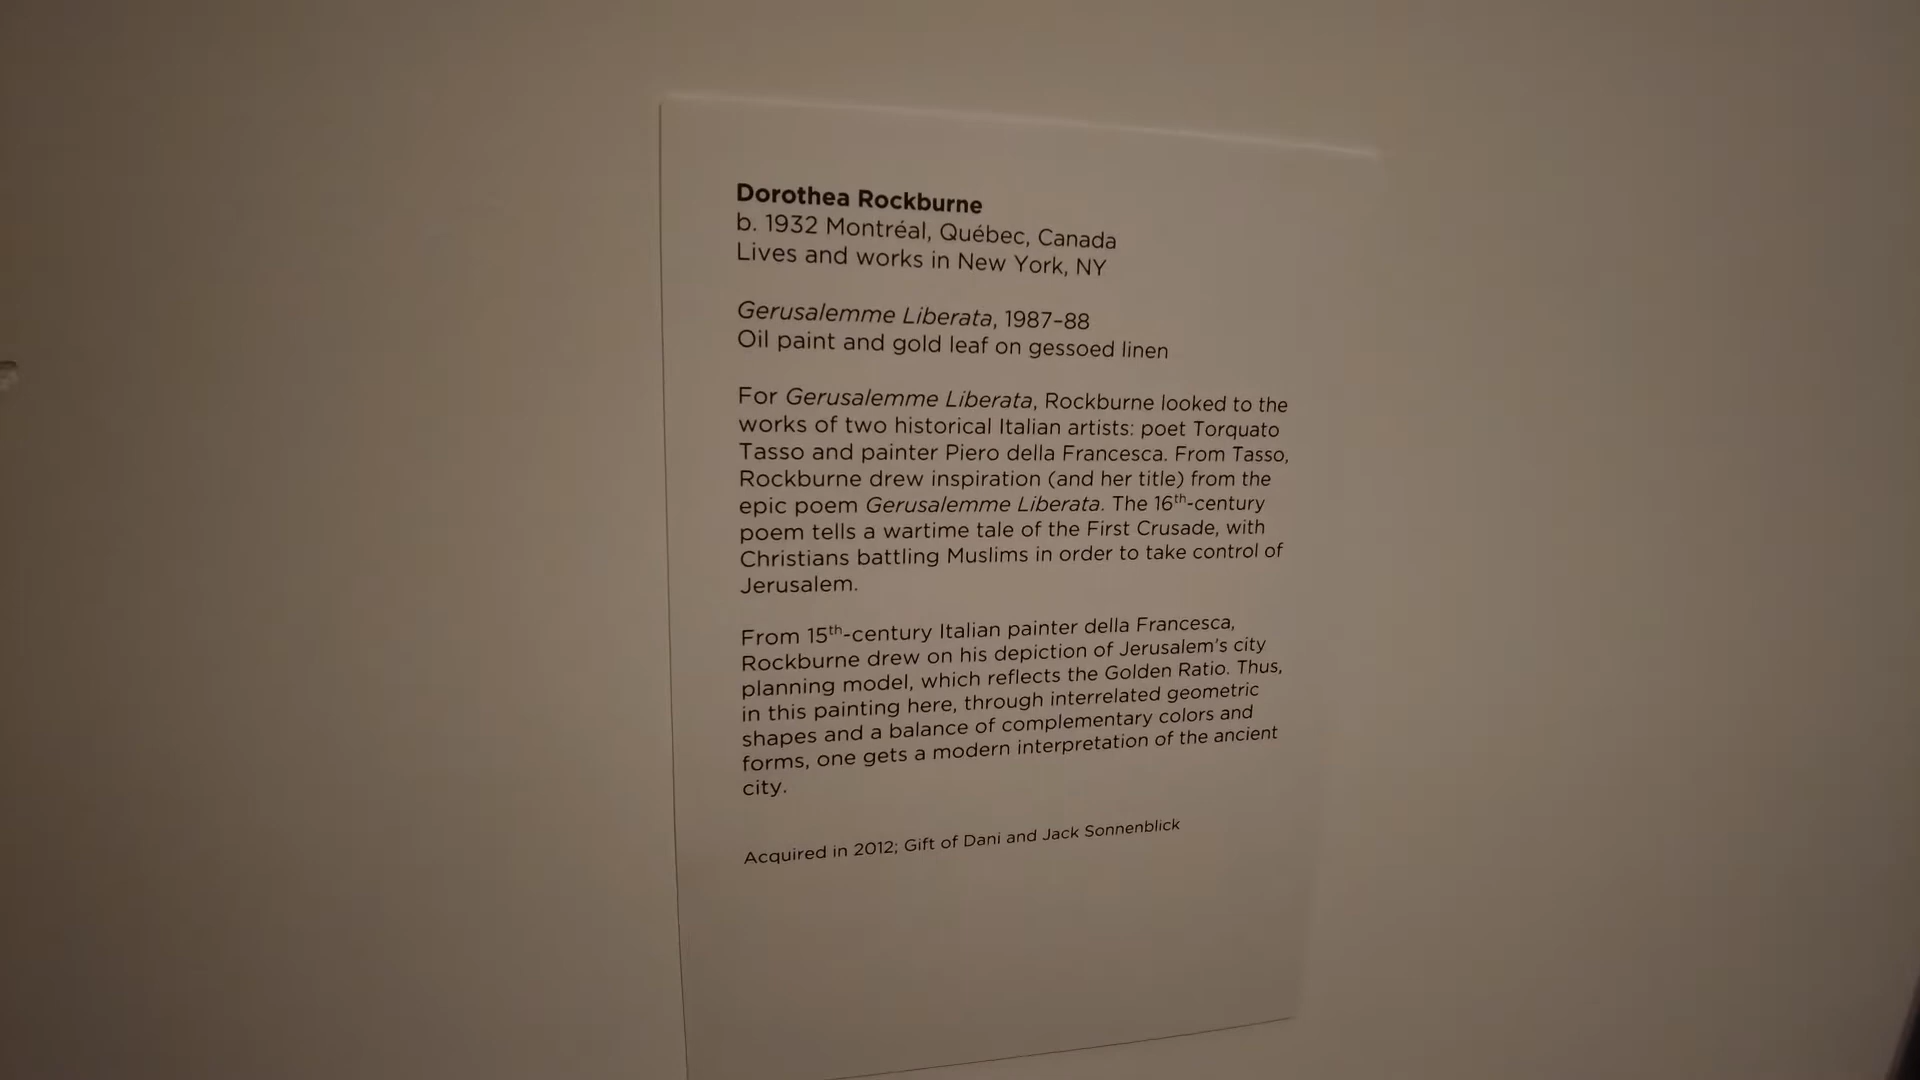 Dorothea Rockburne
b. 1932 Montréal, Québec, Canada
Lives and works in New York, NY
Gerusalemme Liberata, 1987–88
Oil paint and gold leaf on gessoed linen
For Gerusalemme Liberata, Rockburne looked to the
works of two historical Italian artists: poet Torquato
Tasso and painter Piero della Francesca. From Tasso,
Rockburne drew inspiration (and her title) from the
epic poem Gerusalemme Liberata. The 16th-century
poem tells a wartime tale of the First Crusade, with
Christians battling Muslims in order to take control of
Jerusalem.
From 15th-century Italian painter della Francesca,
Rockburne drew on his depiction of Jerusalem's city
planning model, which reflects the Golden Ratio. Thus,
in this painting here, through interrelated geometric
shapes and a balance of complementary colors and
forms, one gets a modern interpretation of the ancient
city.
Acquired in 2012; Gift of Dani and Jack Sonnenblick